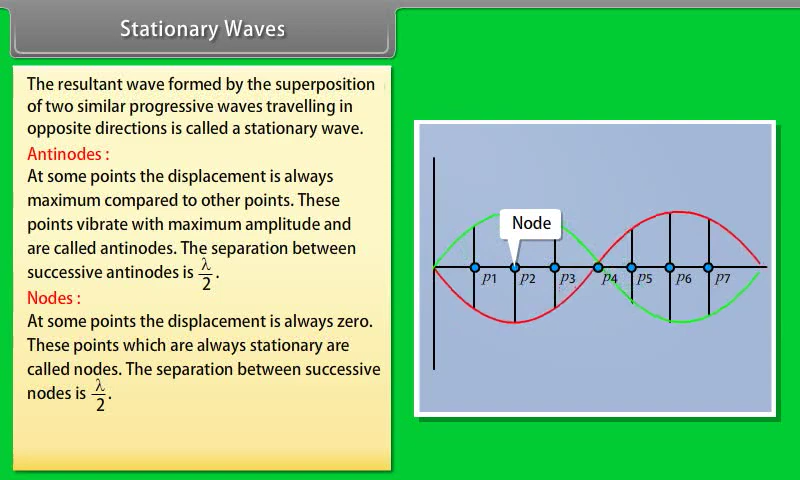 Stationary Waves
The resultant wave formed by the superposition
of two similar progressive waves travelling in
opposite directions is called a stationary wave.
Antinodes :
At some points the displacement is always
maximum compared to other points. These
points vibrate with maximum amplitude and
are called antinodes. The separation between
successive antinodes is λ/2.
Nodes :
At some points the displacement is always zero.
These points which are always stationary are
called nodes. The separation between successive
nodes is λ/2.
Node
p1 p2 p3 p4 p5 p6 p7